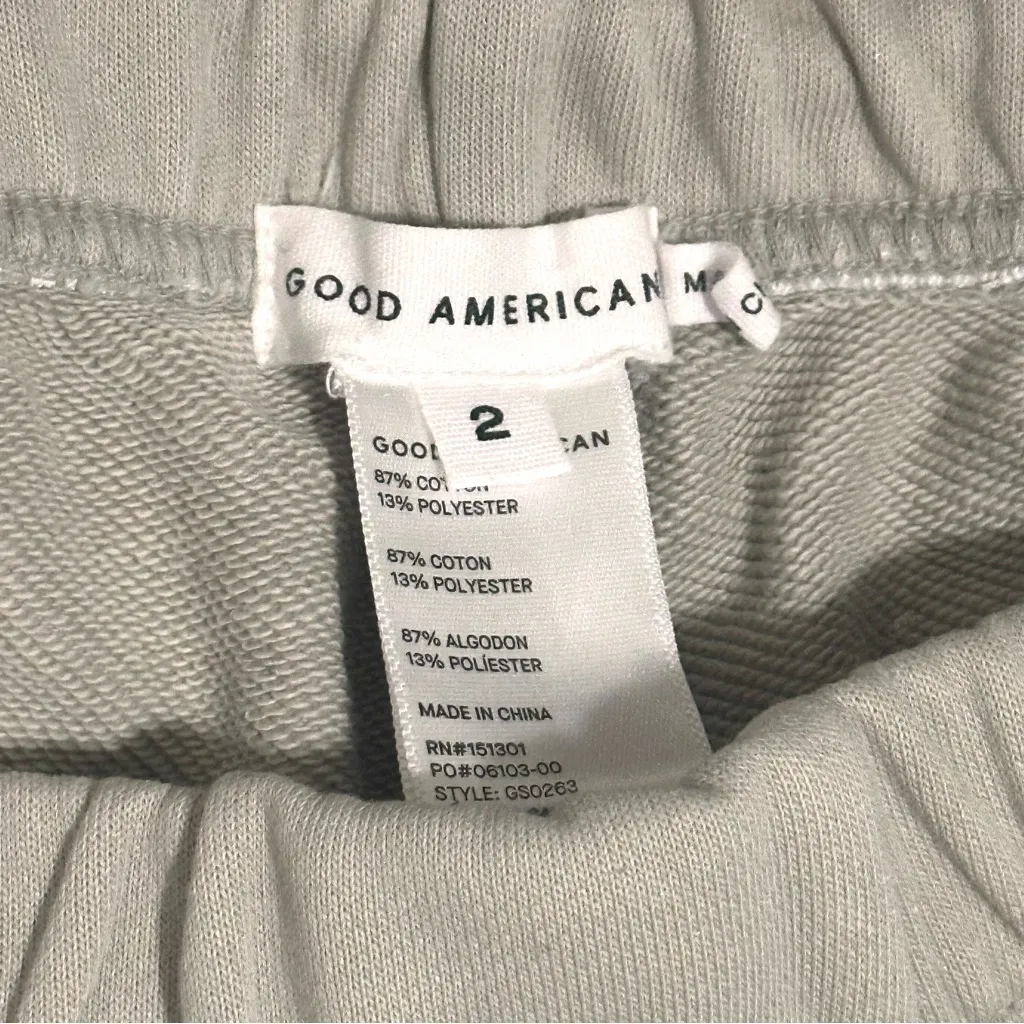 GOOD AMERICAN
2
87%
13% POLYESTER
87% COTON
13% POLYESTER
87% ALGODON
13% POLÍESTER
MADE IN CHINA
RN#151301
PO#06103-00
STYLE: GS0263